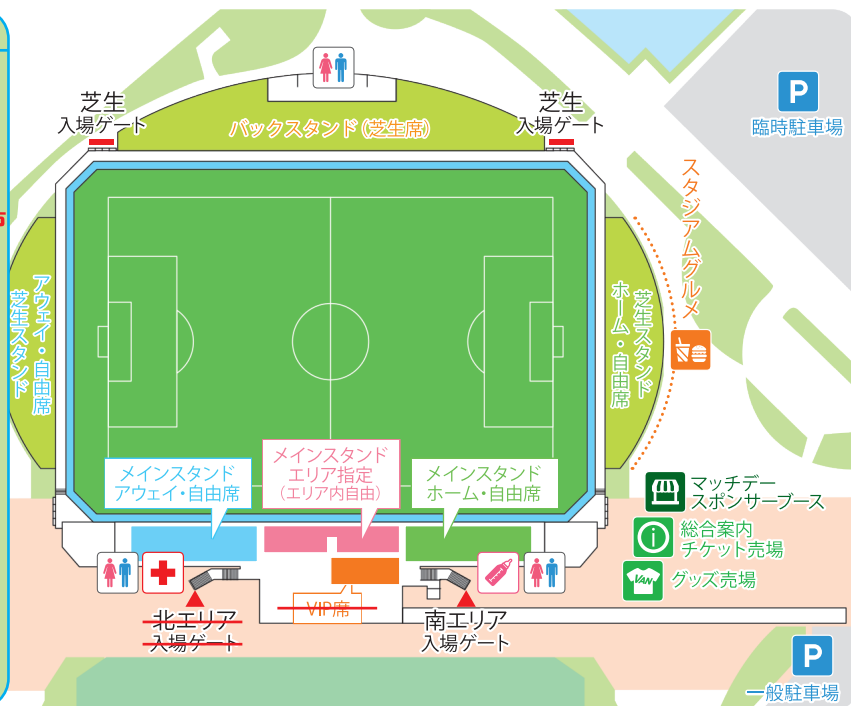 芝生
入場ゲート
バックスタンド(芝生席)
芝生
入場ゲート
P
臨時駐車場
スタジアムグルメ
アウェイ・自由席
芝生スタンド
芝生スタンド
ホーム・自由席
メインスタンド
アウェイ・自由席
メインスタンド
エリア指定
(エリア内自由)
メインスタンド
ホーム・自由席
マッチデー
スポンサーブース
i
総合案内
チケット売場
VAN
グッズ売場
VIP席
北エリア
入場ゲート
南エリア
入場ゲート
P
一般駐車場